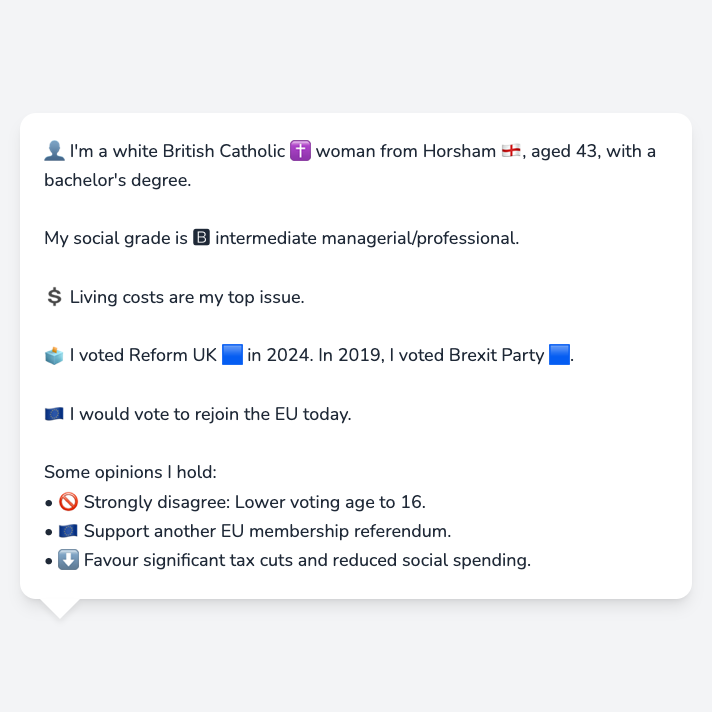 👤 I'm a white British Catholic ✝️ woman from Horsham 🏴󠁧󠁢󠁥󠁮󠁧󠁿, aged 43, with a
bachelor's degree.
My social grade is 🅱 intermediate managerial/professional.
💲 Living costs are my top issue.
🗳️ I voted Reform UK 🟦 in 2024. In 2019, I voted Brexit Party 🟦.
🇪🇺 I would vote to rejoin the EU today.
Some opinions I hold:
• 🚫 Strongly disagree: Lower voting age to 16.
• 🇪🇺 Support another EU membership referendum.
• ⬇️ Favour significant tax cuts and reduced social spending.